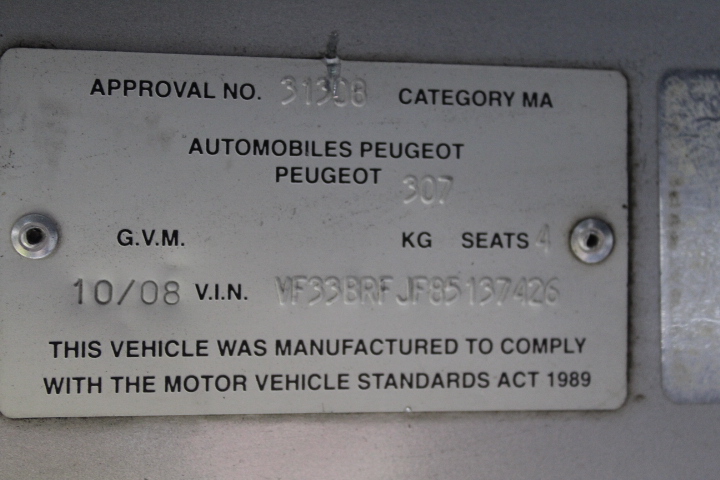 APPROVAL NO. 31308 CATEGORY MA
AUTOMOBILES PEUGEOT
PEUGEOT 307
G.V.M. KG SEATS 4
10/08 V.I.N. VF33BRFJF85137426
THIS VEHICLE WAS MANUFACTURED TO COMPLY
WITH THE MOTOR VEHICLE STANDARDS ACT 1989